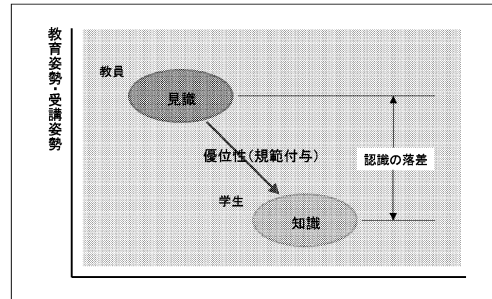 教育姿勢・受講姿勢
教員
見識
優位性(規範付与)
認識の落差
学生
知識